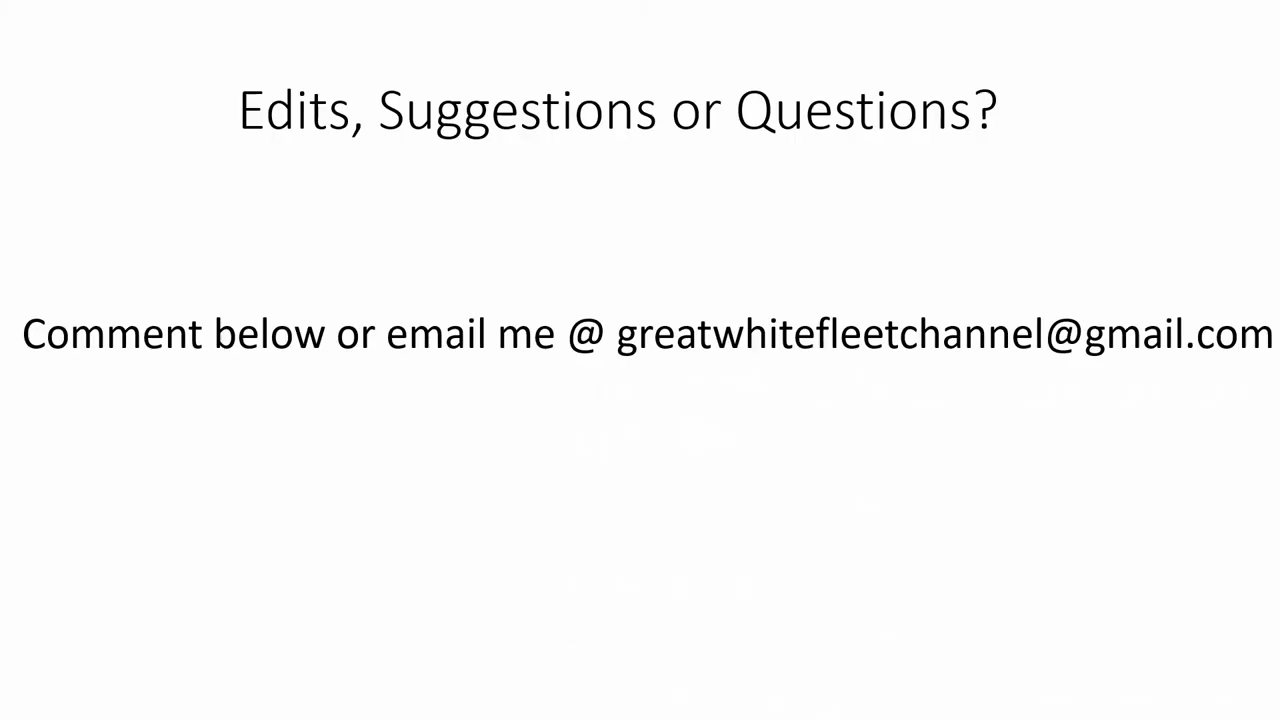 Edits, Suggestions or Questions?
Comment below or email me @ greatwhitefleetchannel@gmail.com